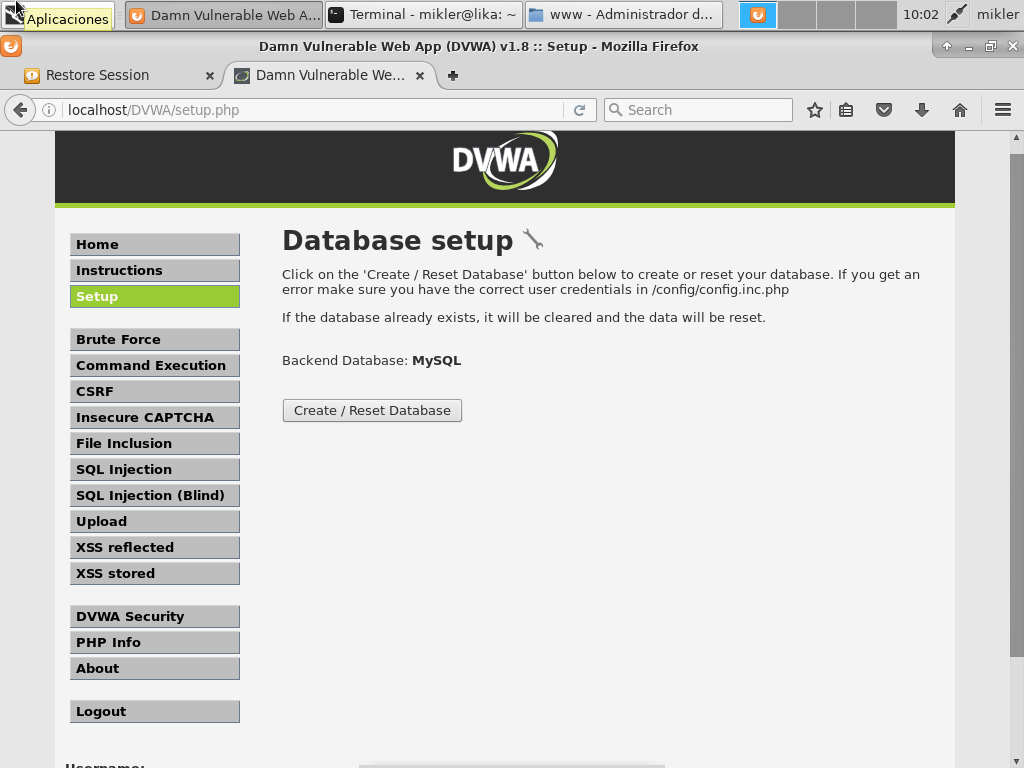 Aplicaciones
Damn Vulnerable Web A...
Terminal - mikler@lika: ~
www - Administrador d...
10:02
mikler
Damn Vulnerable Web App (DVWA) v1.8 :: Setup - Mozilla Firefox
Restore Session
Damn Vulnerable We...
localhost/DVWA/setup.php
Search
DVWA
Home
Instructions
Setup
Brute Force
Command Execution
CSRF
Insecure CAPTCHA
File Inclusion
SQL Injection
SQL Injection (Blind)
Upload
XSS reflected
XSS stored
DVWA Security
PHP Info
About
Logout
Database setup
Click on the 'Create / Reset Database' button below to create or reset your database. If you get an
error make sure you have the correct user credentials in /config/config.inc.php
If the database already exists, it will be cleared and the data will be reset.
Backend Database: MySQL
Create / Reset Database
Username: